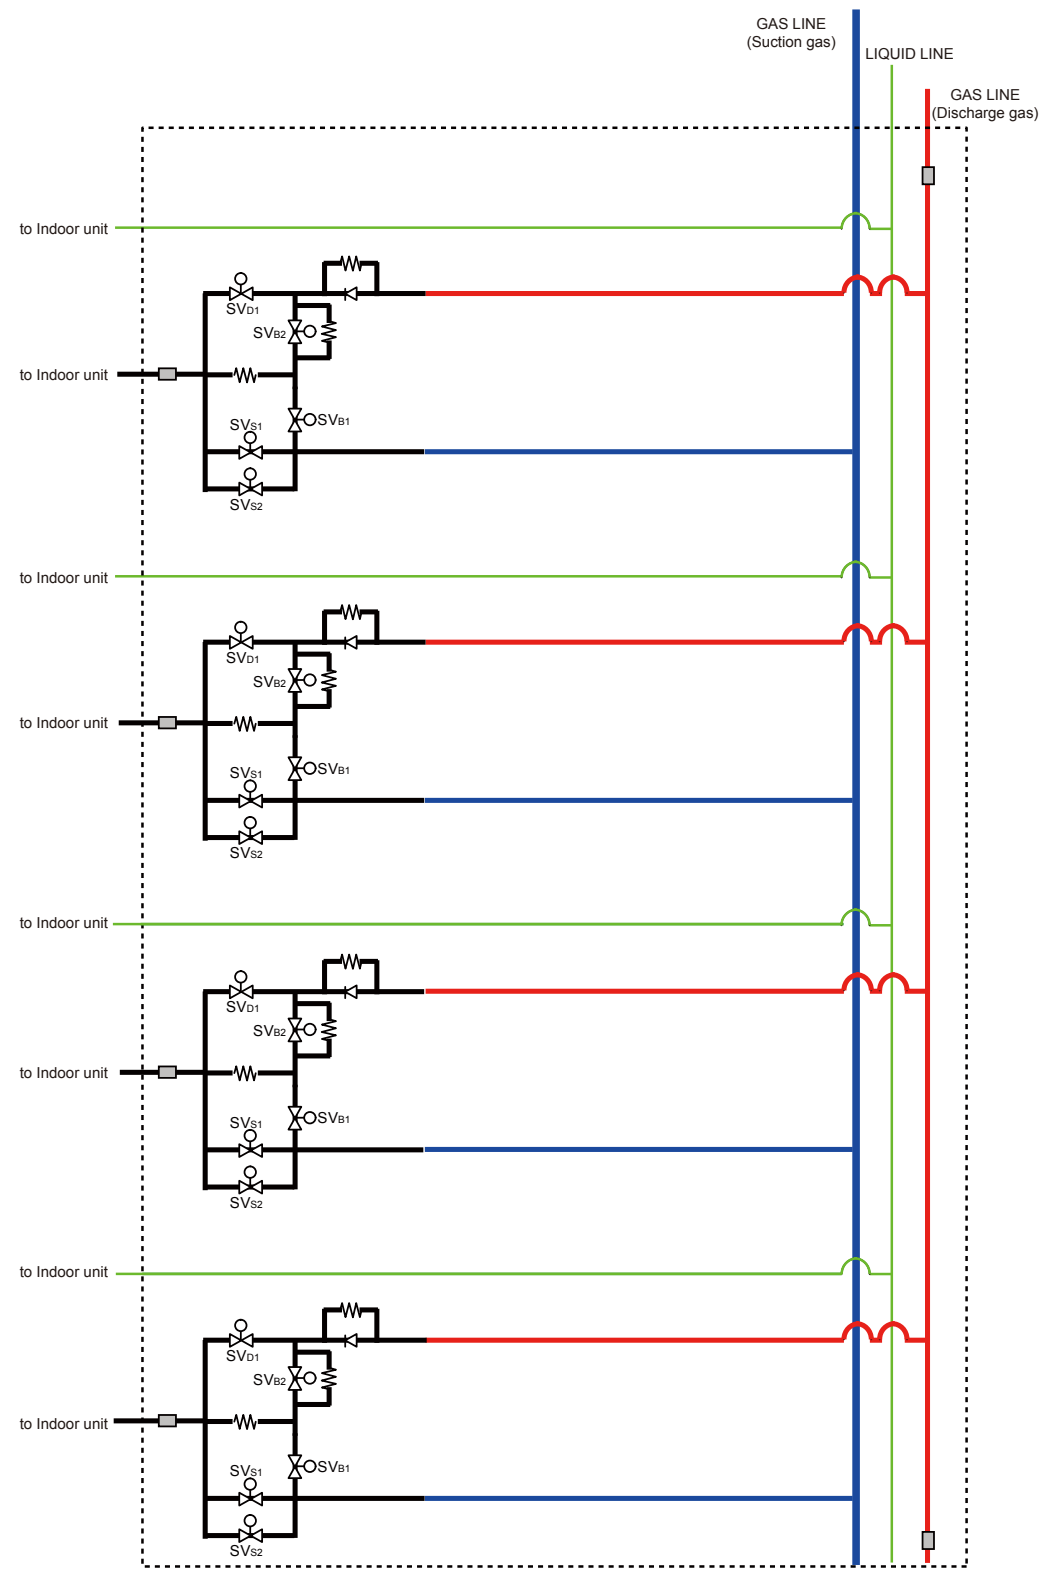 GAS LINE
(Suction gas)
LIQUID LINE
GAS LINE
(Discharge gas)
to Indoor unit
SVD1
SVB2
to Indoor unit
SVB1
SVS1
SVS2
to Indoor unit
SVD1
SVB2
to Indoor unit
SVB1
SVS1
SVS2
to Indoor unit
SVD1
SVB2
to Indoor unit
SVB1
SVS1
SVS2
to Indoor unit
SVD1
SVB2
to Indoor unit
SVB1
SVS1
SVS2